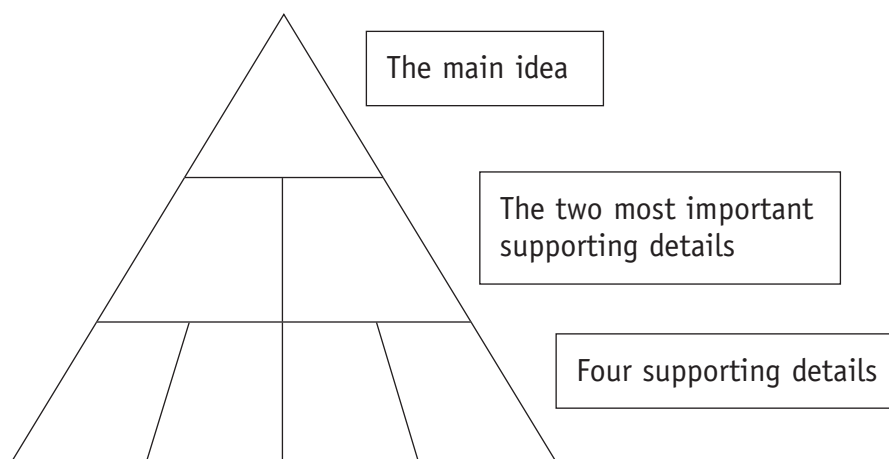 The main idea
The two most important
supporting details
Four supporting details